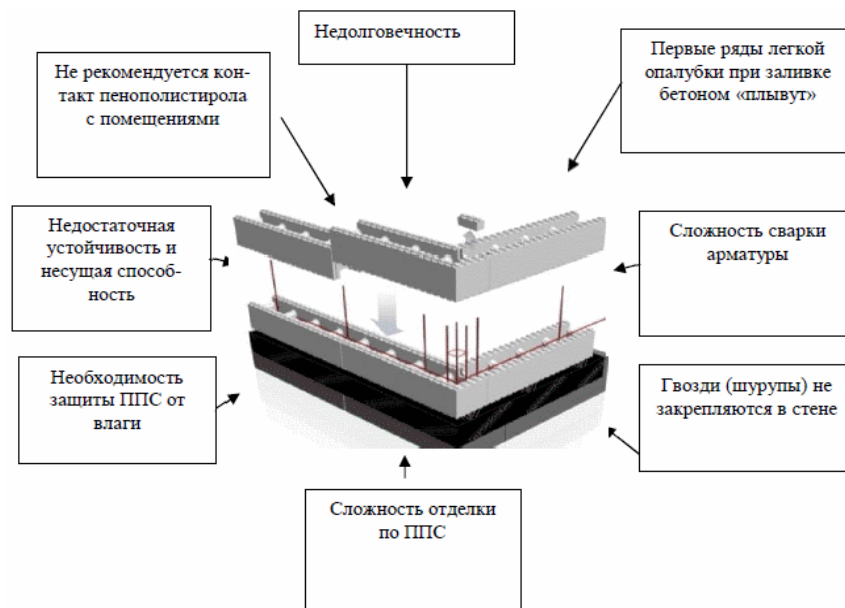 Недолговечность
Не рекомендуется кон-
такт пенополистирола
с помещениями
Первые ряды легкой
опалубки при заливке
бетоном «плывут»
Недостаточная
устойчивость и
несущая способ-
ность
Сложность сварки
арматуры
Необходимость
защиты ППС от
влаги
Гвозди (шурупы) не
закрепляются в стене
Сложность отделки
по ППС